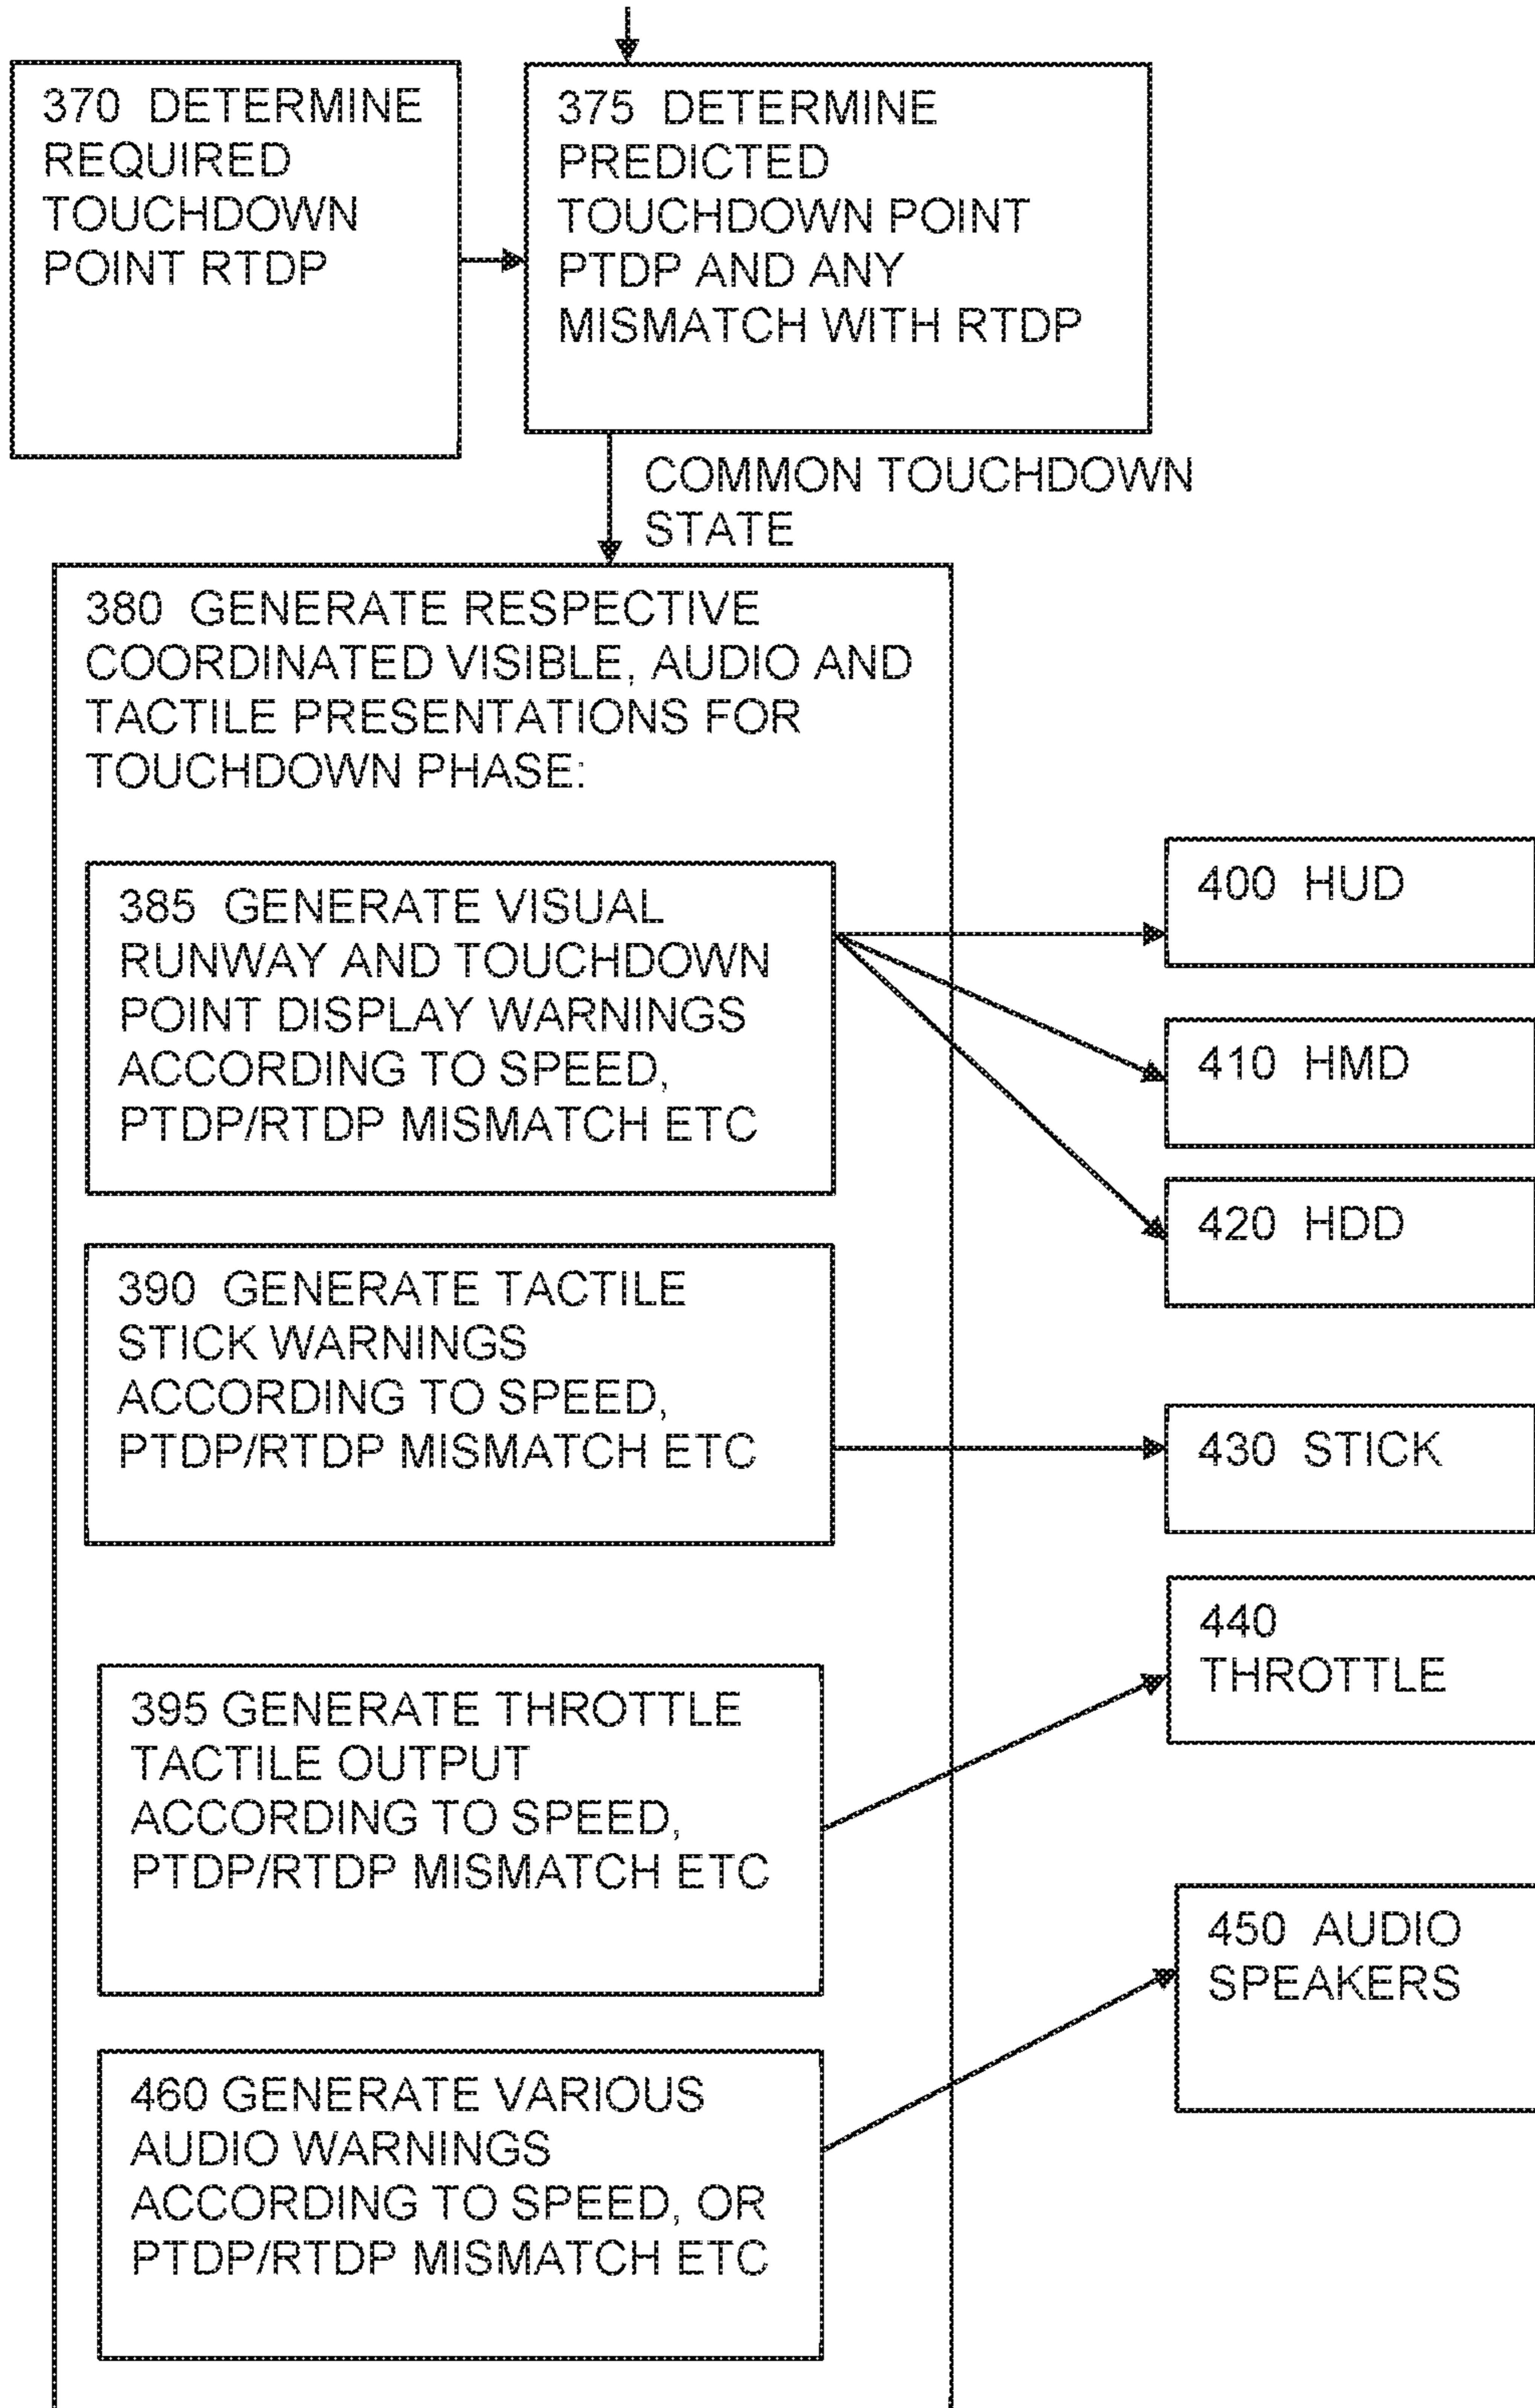 370 DETERMINE
REQUIRED
TOUCHDOWN
POINT RTDP
375 DETERMINE
PREDICTED
TOUCHDOWN POINT
PTDP AND ANY
MISMATCH WITH RTDP
COMMON TOUCHDOWN
STATE
380 GENERATE RESPECTIVE
COORDINATED VISIBLE, AUDIO AND
TACTILE PRESENTATIONS FOR
TOUCHDOWN PHASE:
385 GENERATE VISUAL
RUNWAY AND TOUCHDOWN
POINT DISPLAY WARNINGS
ACCORDING TO SPEED,
PTDP/RTDP MISMATCH ETC
400 HUD
410 HMD
420 HDD
390 GENERATE TACTILE
STICK WARNINGS
ACCORDING TO SPEED,
PTDP/RTDP MISMATCH ETC
430 STICK
395 GENERATE THROTTLE
TACTILE OUTPUT
ACCORDING TO SPEED,
PTDP/RTDP MISMATCH ETC
440
THROTTLE
460 GENERATE VARIOUS
AUDIO WARNINGS
ACCORDING TO SPEED, OR
PTDP/RTDP MISMATCH ETC
450 AUDIO
SPEAKERS